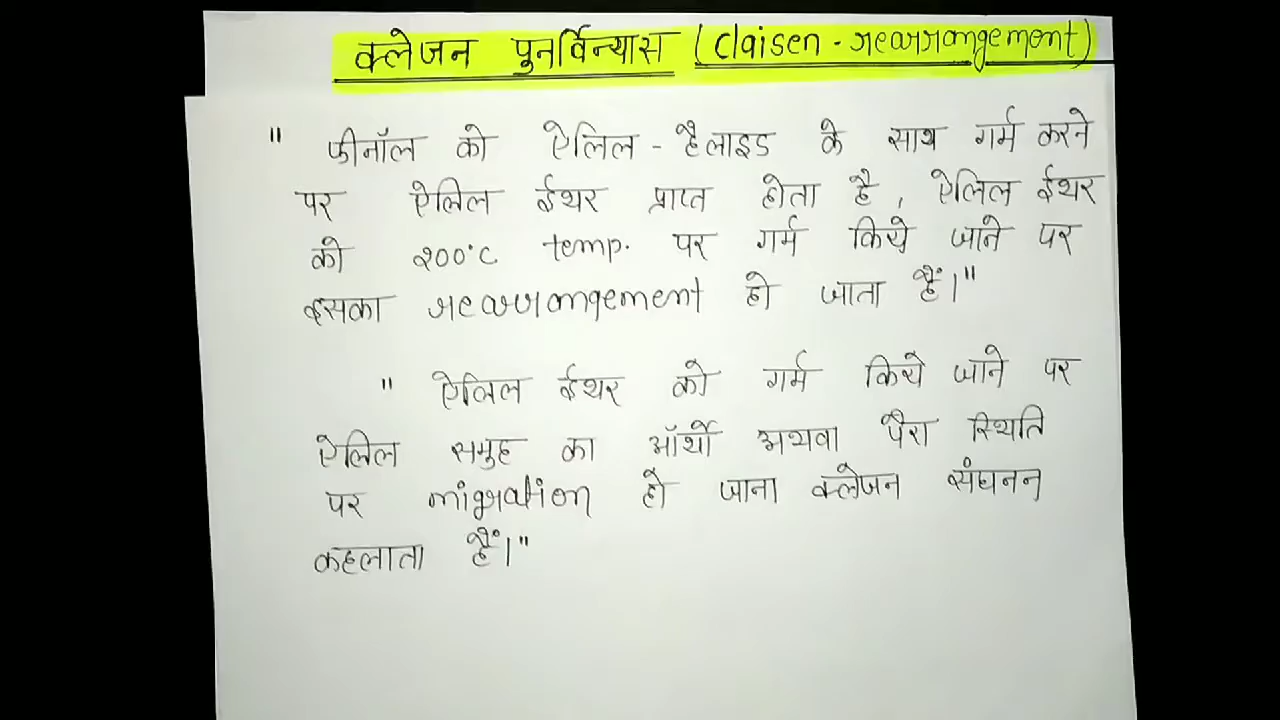 क्लेजन पुनर्विन्यास (Claisen - rearrangement)
" फीनॉल को ऐलिल - हैलाइड के साथ गर्म करने
पर ऐलिल ईथर प्राप्त होता है , ऐलिल ईथर
को 200°C temp. पर गर्म किये जाने पर
इसका rearrangement हो जाता हैं।"
" ऐलिल ईथर को गर्म किये जाने पर
ऐलिल समुह का ऑर्थो अथवा पैरा स्थिति
पर migration हो जाना क्लेजन संघनन
कहलाता हैं।"